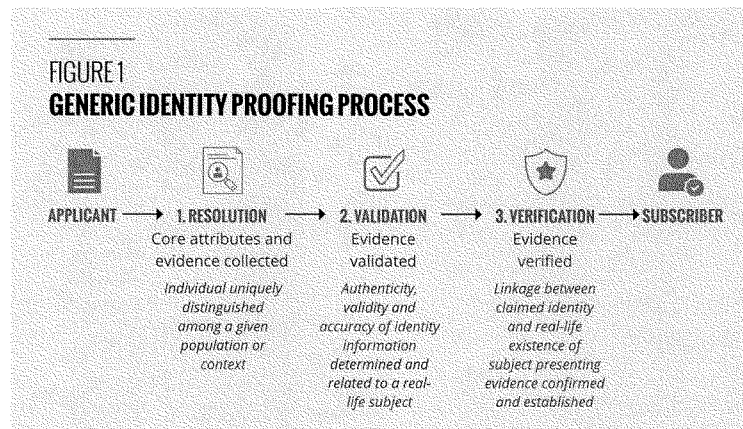 FIGURE 1
GENERIC IDENTITY PROOFING PROCESS
APPLICANT
1. RESOLUTION
Core attributes and
evidence collected
Individual uniquely
distinguished
among a given
population or
context
2. VALIDATION
Evidence
validated
Authenticity,
validity and
accuracy of identity
information
determined and
related to a real-
life subject
3. VERIFICATION
Evidence
verified
Linkage between
claimed identity
and real-life
existence of
subject presenting
evidence confirmed
and established
SUBSCRIBER